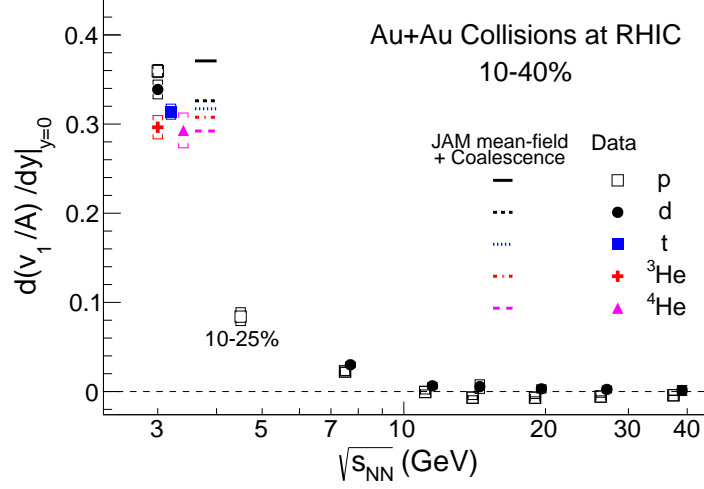 Au+Au Collisions at RHIC
10-40%
JAM mean-field
+ Coalescence
Data
p
d
t
³He
⁴He
10-25%
0.4
0.3
0.2
0.1
0
d(v₁/A)/dy|y=0
3 5 7 10 20 30 40
√sNN (GeV)